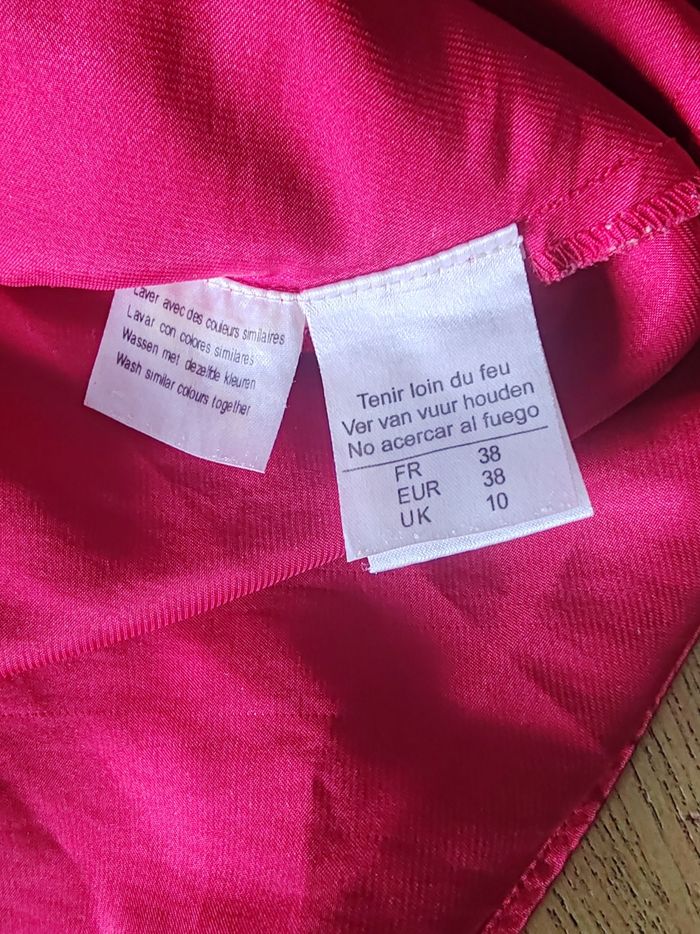 Laver avec des couleurs similaires
Lavar con colores similares
Wassen met dezelfde kleuren
Wash similar colours together
Tenir loin du feu
Ver van vuur houden
No acercar al fuego
FR 38
EUR 38
UK 10